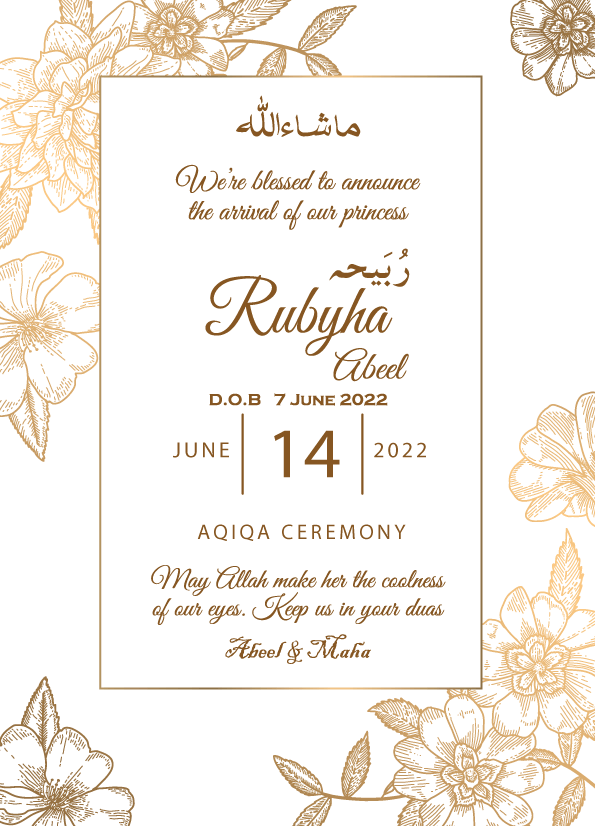 ماشاءالله
We're blessed to announce
the arrival of our princess
رُبَیحہ
Rubyha
Abeel
D.O.B 7 June 2022
JUNE 14 2022
AQIQA CEREMONY
May Allah make her the coolness
of our eyes. Keep us in your duas
Abeel & Maha